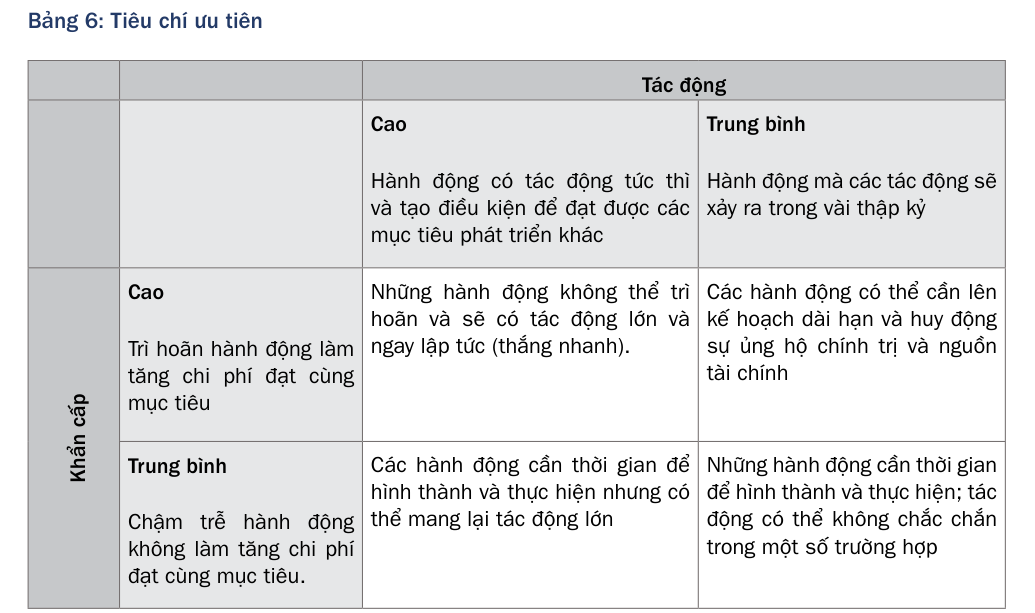 Bảng 6: Tiêu chí ưu tiên
Tác động
Cao
Hành động có tác động tức thì
và tạo điều kiện để đạt được các
mục tiêu phát triển khác
Trung bình
Hành động mà các tác động sẽ
xảy ra trong vài thập kỷ
Khẩn cấp
Cao
Trì hoãn hành động làm
tăng chi phí đạt cùng
mục tiêu
Những hành động không thể trì
hoãn và sẽ có tác động lớn và
ngay lập tức (thắng nhanh).
Các hành động có thể cần lên
kế hoạch dài hạn và huy động
sự ủng hộ chính trị và nguồn
tài chính
Trung bình
Chậm trễ hành động
không làm tăng chi phí
đạt cùng mục tiêu.
Các hành động cần thời gian để
hình thành và thực hiện nhưng có
thể mang lại tác động lớn
Những hành động cần thời gian
để hình thành và thực hiện; tác
động có thể không chắc chắn
trong một số trường hợp